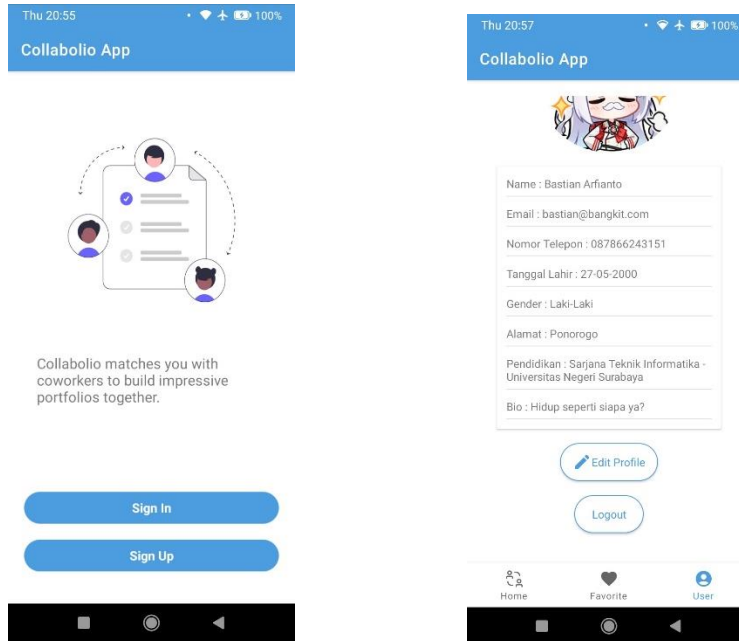 Thu 20:55
100%
Collabolio App
Collabolio matches you with
coworkers to build impressive
portfolios together.
Sign In
Sign Up
Thu 20:57
100%
Collabolio App
Name : Bastian Arfianto
Email : bastian@bangkit.com
Nomor Telepon : 087866243151
Tanggal Lahir : 27-05-2000
Gender : Laki-Laki
Alamat : Ponorogo
Pendidikan : Sarjana Teknik Informatika -
Universitas Negeri Surabaya
Bio : Hidup seperti siapa ya?
Edit Profile
Logout
Home
Favorite
User